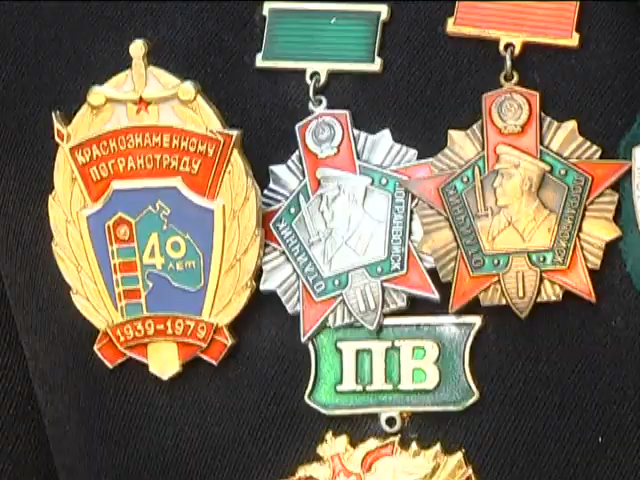 КРАСНОЗНАМЕННОМУ
ПОГРАНОТРЯДУ
40
ЛЕТ
1939-1979
ОТЛИЧНИК
ПОГРАНВОЙСК
II
ОТЛИЧНИК
ПОГРАНВОЙСК
I
ПВ